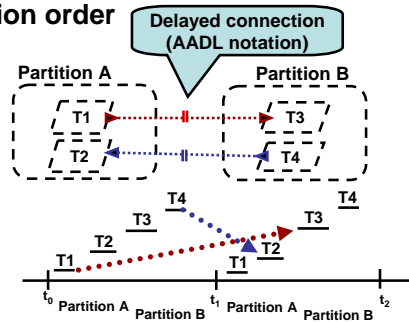 ion order
Delayed connection
(AADL notation)
Partition A
Partition B
T1
T3
T2
T4
T4
T4
T3
T3
T2
T2
T1
T1
t0 Partition A Partition B t1 Partition A Partition B t2